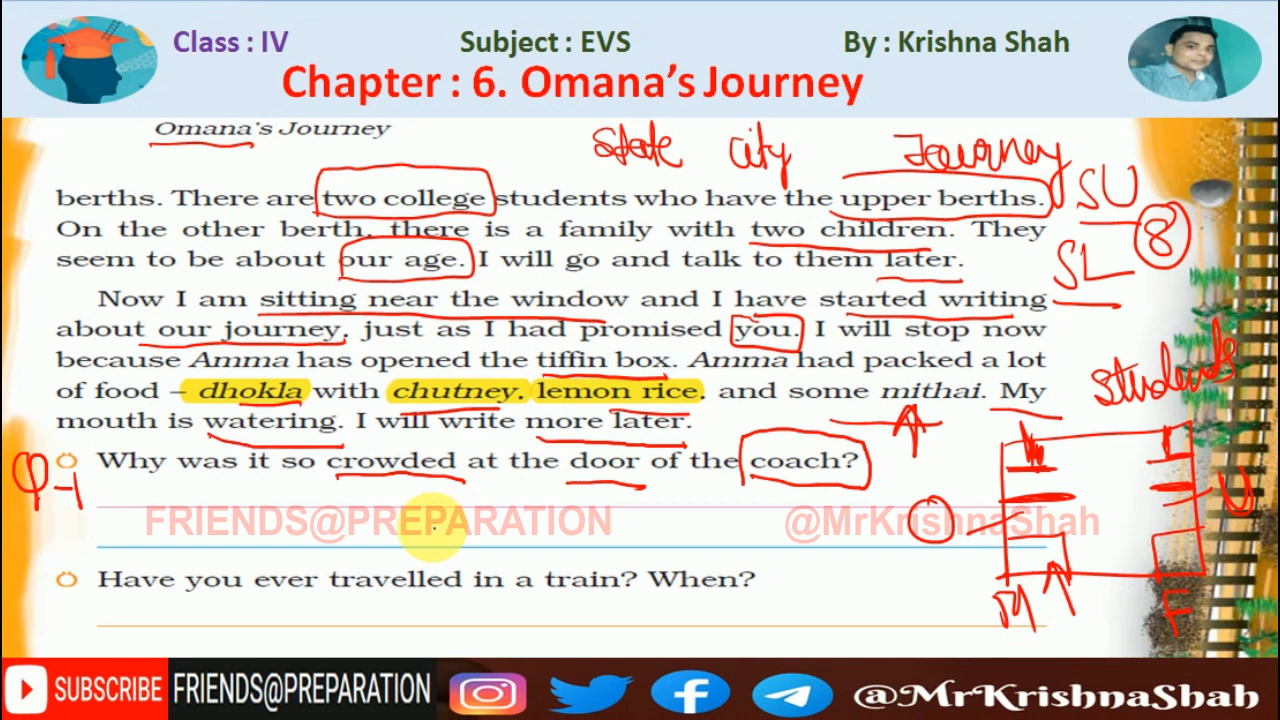 Class : IV Subject : EVS By : Krishna Shah
Chapter : 6. Omana's Journey
Omana's Journey
State city Journey
berths. There are two college students who have the upper berths. SU
On the other berth, there is a family with two children. They 8
seem to be about our age. I will go and talk to them later. SL
Now I am sitting near the window and I have started writing
about our journey, just as I had promised you. I will stop now
because Amma has opened the tiffin box. Amma had packed a lot
of food – dhokla with chutney, lemon rice, and some mithai. My students
mouth is watering. I will write more later.
Why was it so crowded at the door of the coach?
FRIENDS@PREPARATION @MrKrishnaShah
Have you ever travelled in a train? When?
SUBSCRIBE FRIENDS@PREPARATION @MrKrishnaShah